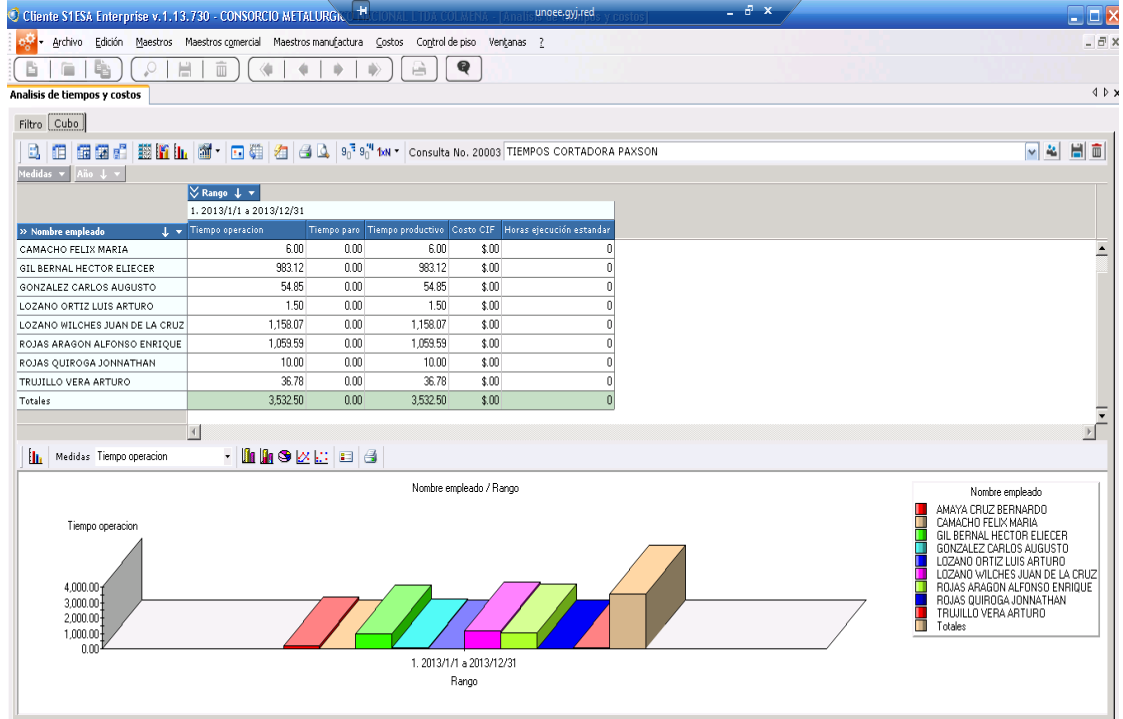 Cliente S1ESA Enterprise v.1.13.730 - CONSORCIO METALURGICO NACIONAL LTDA COLMENA - [Analisis de tiempos y costos]
unoee.gyj.red
Archivo Edición Maestros Maestros comercial Maestros manufactura Costos Control de piso Ventanas ?
Analisis de tiempos y costos
Filtro Cubo
1xN Consulta No. 20003 TIEMPOS CORTADORA PAXSON
Medidas Año
Rango
1. 2013/1/1 a 2013/12/31
Nombre empleado Tiempo operacion Tiempo paro Tiempo productivo Costo CIF Horas ejecución estandar
CAMACHO FELIX MARIA 6.00 0.00 6.00 $.00 0
GIL BERNAL HECTOR ELIECER 983.12 0.00 983.12 $.00 0
GONZALEZ CARLOS AUGUSTO 54.85 0.00 54.85 $.00 0
LOZANO ORTIZ LUIS ARTURO 1.50 0.00 1.50 $.00 0
LOZANO WILCHES JUAN DE LA CRUZ 1,158.07 0.00 1,158.07 $.00 0
ROJAS ARAGON ALFONSO ENRIQUE 1,059.59 0.00 1,059.59 $.00 0
ROJAS QUIROGA JONNATHAN 10.00 0.00 10.00 $.00 0
TRUJILLO VERA ARTURO 36.78 0.00 36.78 $.00 0
Totales 3,532.50 0.00 3,532.50 $.00 0
Medidas Tiempo operacion
Nombre empleado / Rango
Tiempo operacion
4,000.00
3,000.00
2,000.00
1,000.00
0.00
1. 2013/1/1 a 2013/12/31
Rango
Nombre empleado
AMAYA CRUZ BERNARDO
CAMACHO FELIX MARIA
GIL BERNAL HECTOR ELIECER
GONZALEZ CARLOS AUGUSTO
LOZANO ORTIZ LUIS ARTURO
LOZANO WILCHES JUAN DE LA CRUZ
ROJAS ARAGON ALFONSO ENRIQUE
ROJAS QUIROGA JONNATHAN
TRUJILLO VERA ARTURO
Totales